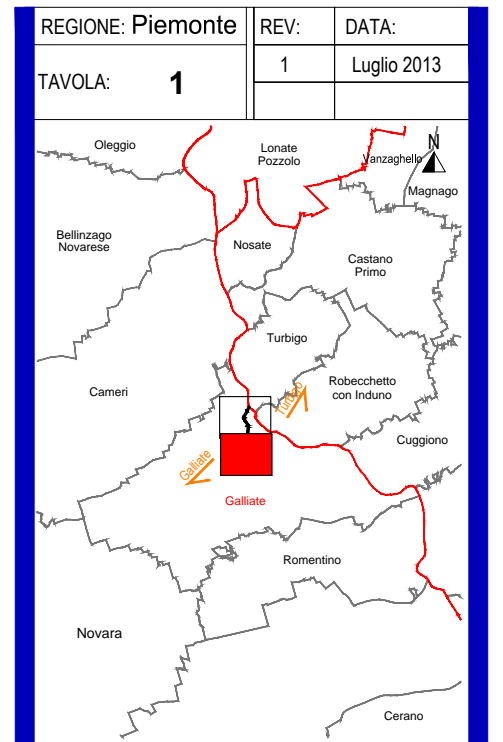 REGIONE: Piemonte
REV:
DATA:
TAVOLA: 1
1
Luglio 2013
Oleggio
Lonate
Pozzolo
Vanzaghello
N
Magnago
Bellinzago
Novarese
Nosate
Castano
Primo
Turbigo
Cameri
Robecchetto
con Induno
Turbigo
Cuggiono
Galliate
Galliate
Romentino
Novara
Cerano